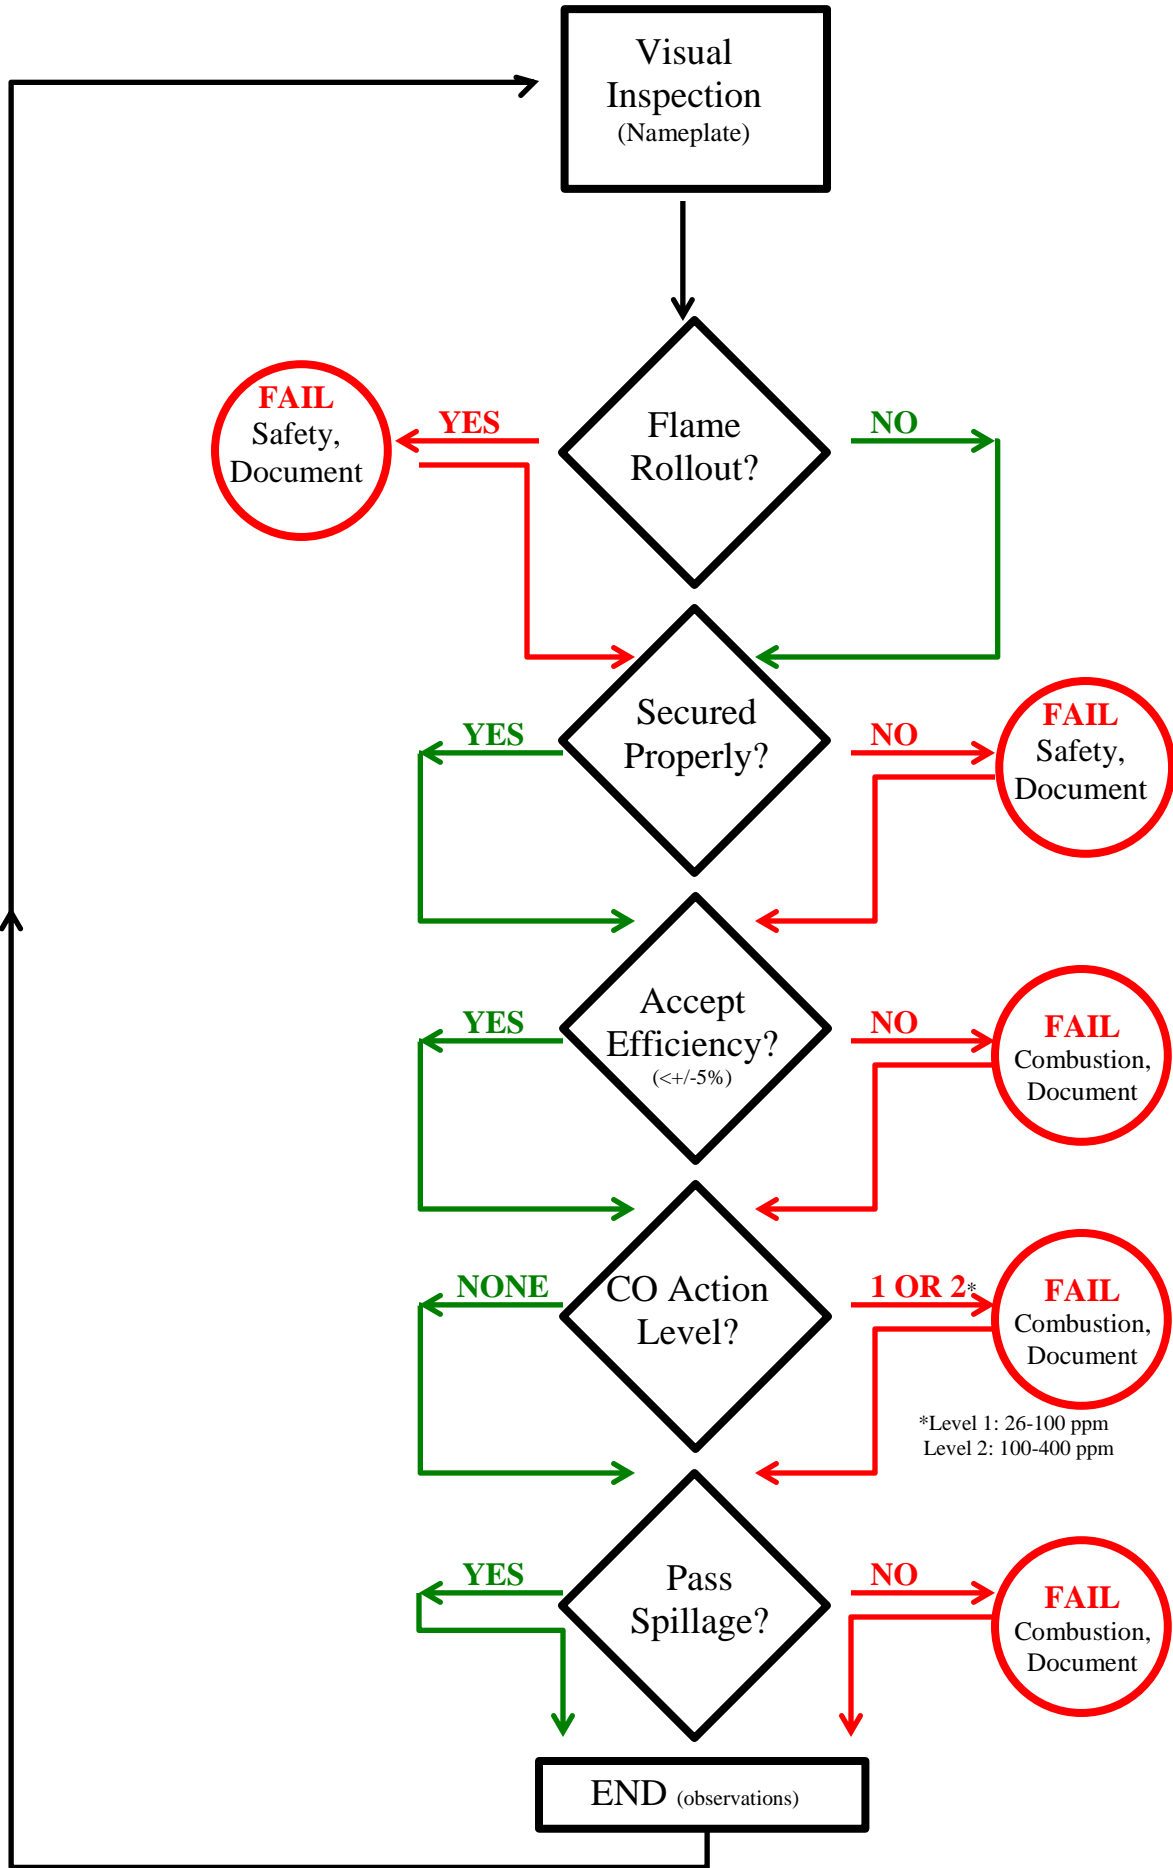 Visual
Inspection
(Nameplate)
FAIL
Safety,
Document
YES
Flame
Rollout?
NO
YES
Secured
Properly?
NO
FAIL
Safety,
Document
YES
Accept
Efficiency?
(<+/-5%)
NO
FAIL
Combustion,
Document
NONE
CO Action
Level?
1 OR 2*
FAIL
Combustion,
Document
*Level 1: 26-100 ppm
Level 2: 100-400 ppm
YES
Pass
Spillage?
NO
FAIL
Combustion,
Document
END (observations)